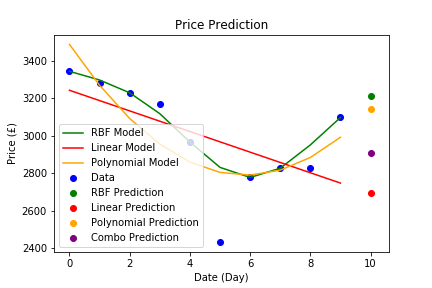 Price Prediction
3400
3200
3000
2800
2600
2400
Price (£)
RBF Model
Linear Model
Polynomial Model
Data
RBF Prediction
Linear Prediction
Polynomial Prediction
Combo Prediction
0 2 4 6 8 10
Date (Day)